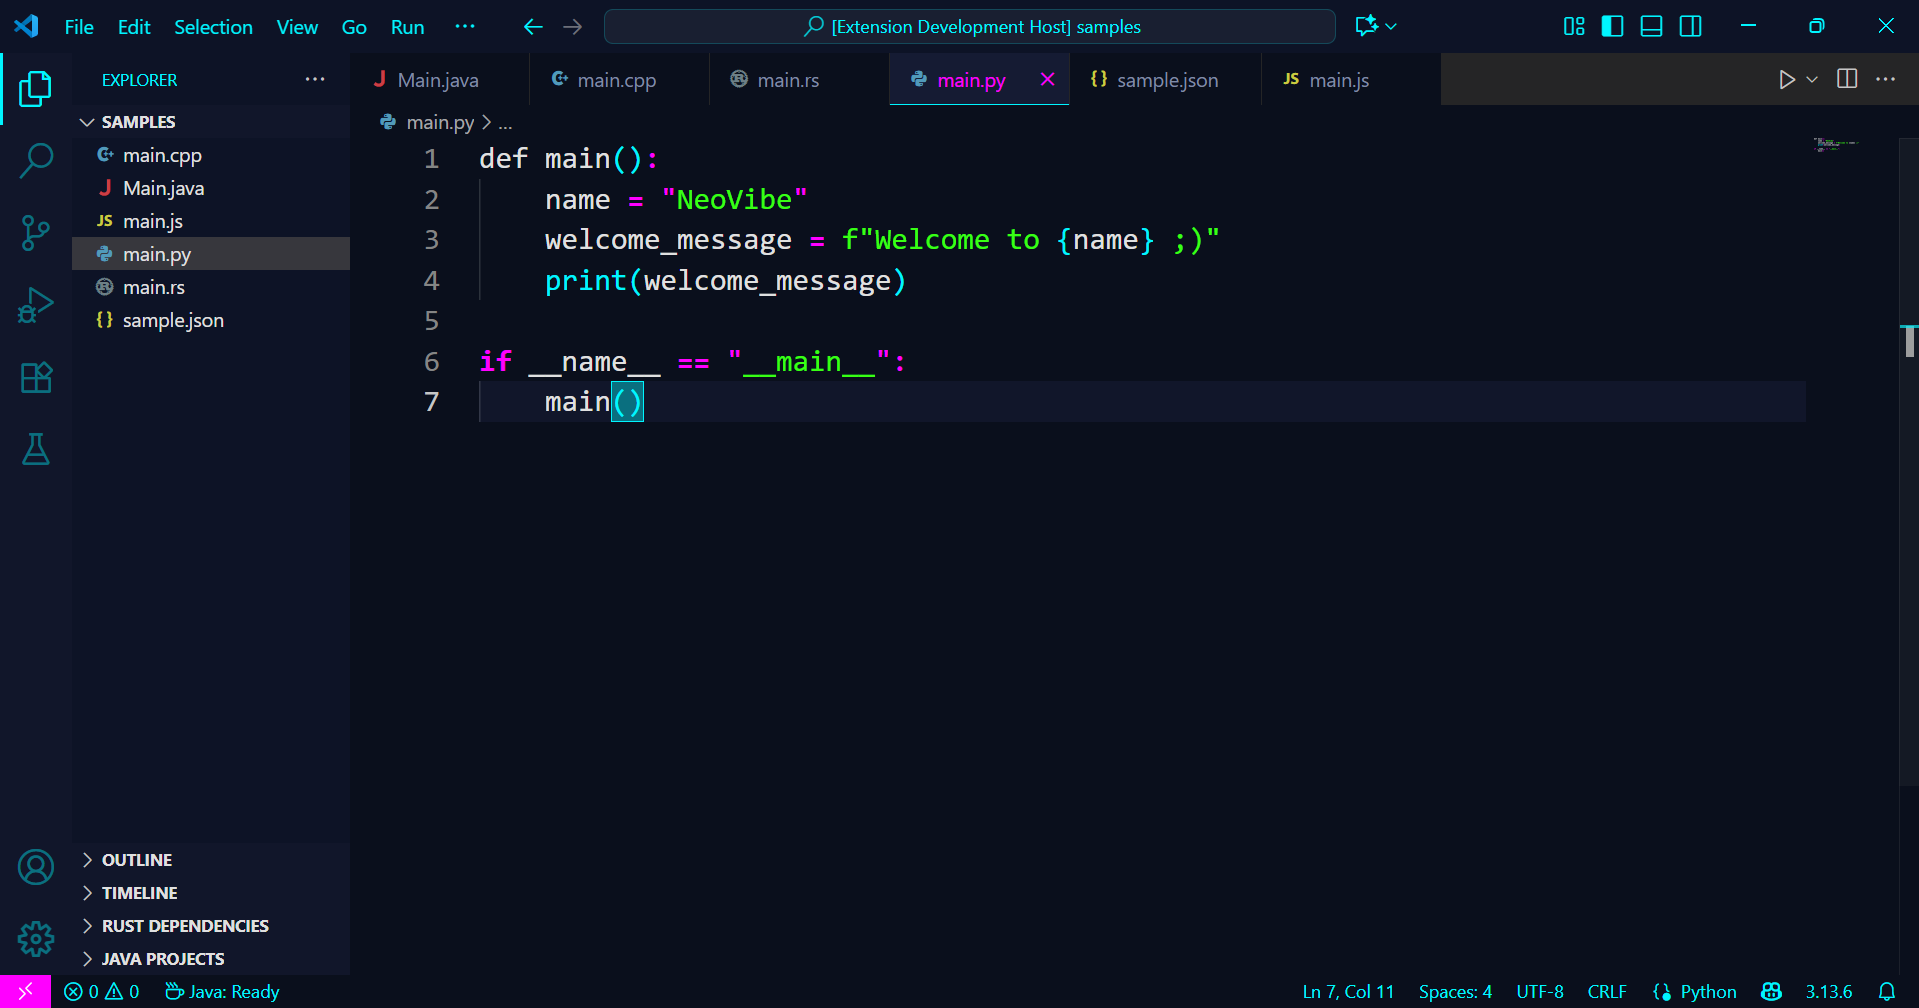 File Edit Selection View Go Run ··· [Extension Development Host] samples
EXPLORER ···
SAMPLES
main.cpp
Main.java
JS main.js
main.py
main.rs
{} sample.json
OUTLINE
TIMELINE
RUST DEPENDENCIES
JAVA PROJECTS
J Main.java main.cpp main.rs main.py {} sample.json JS main.js
main.py > ...
1 def main():
2     name = "NeoVibe"
3     welcome_message = f"Welcome to {name} ;)"
4     print(welcome_message)
5
6 if __name__ == "__main__":
7     main()
0 0 Java: Ready Ln 7, Col 11 Spaces: 4 UTF-8 CRLF Python 3.13.6